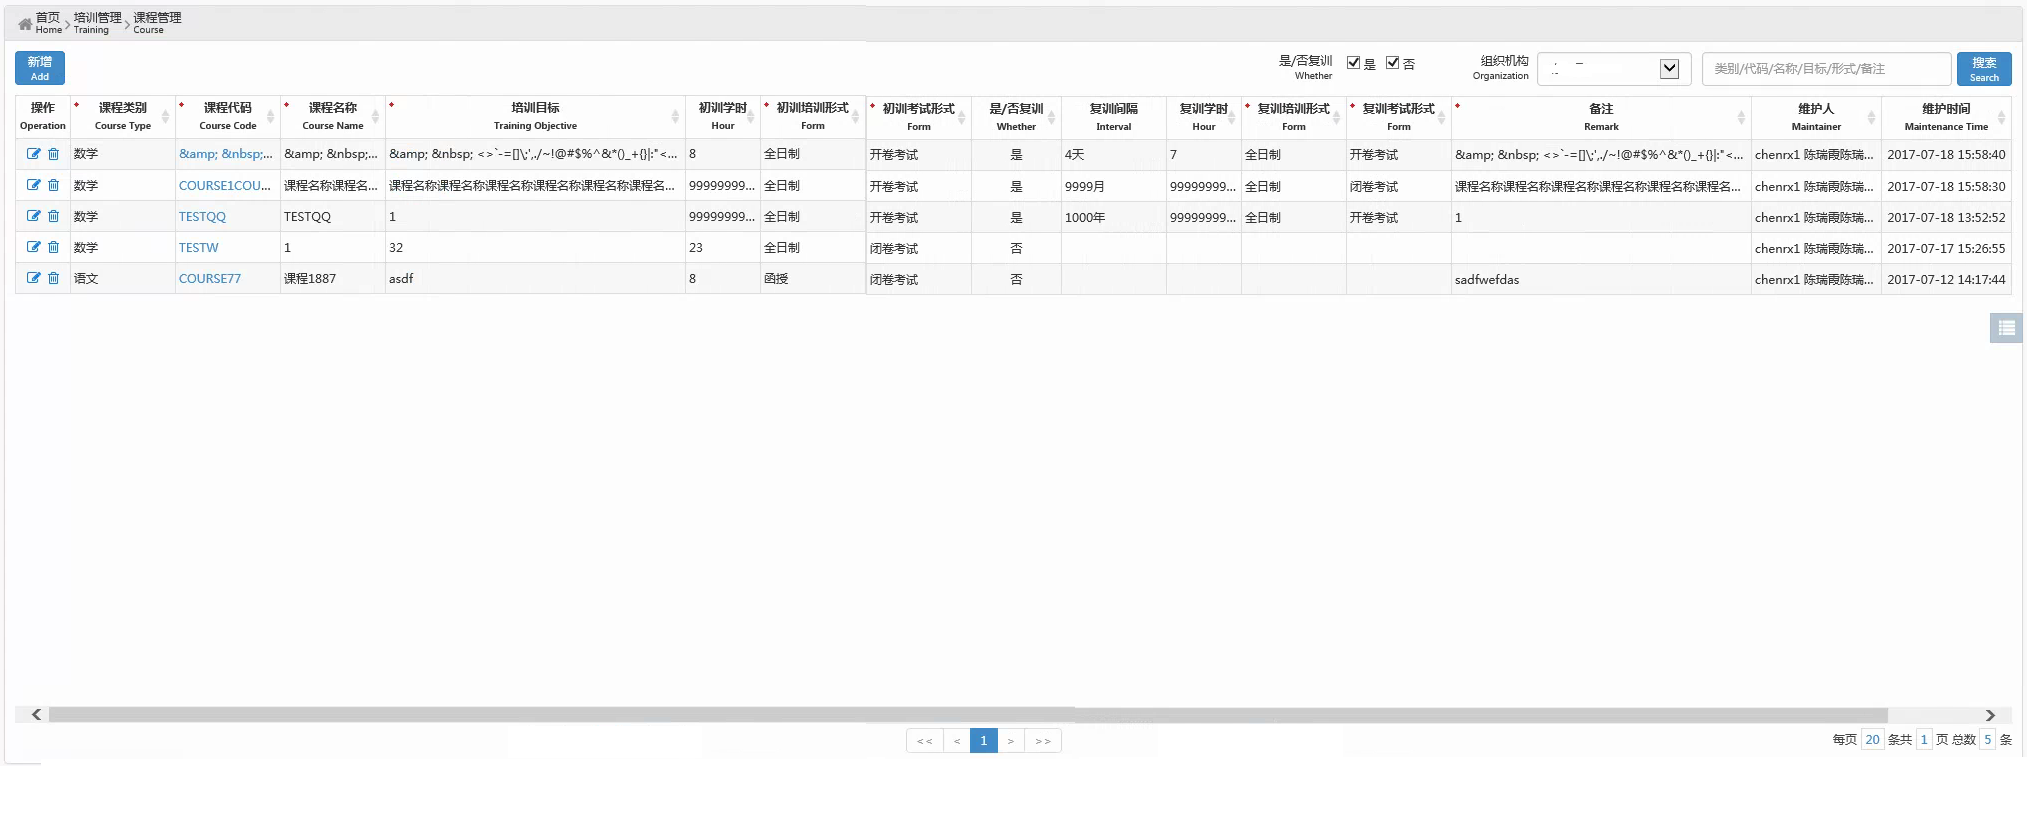 首页 培训管理 课程管理
Home Training Course
新增
Add
是/否复训
Whether
是 否
组织机构
Organization
类别/代码/名称/目标/形式/备注
搜索
Search
操作 * 课程类别 * 课程代码 * 课程名称 * 培训目标 初训学时 * 初训培训形式 * 初训考试形式 是/否复训 复训间隔 复训学时 * 复训培训形式 * 复训考试形式 * 备注 维护人 维护时间
Operation Course Type Course Code Course Name Training Objective Hour Form Form Whether Interval Hour Form Form Remark Maintainer Maintenance Time
数学 &amp; &nbsp;... &amp; &nbsp;... &amp; &nbsp; <>`-=[]\;',./~!@#$%^&*()_+{}|:"<... 8 全日制 开卷考试 是 4天 7 全日制 开卷考试 &amp; &nbsp; <>`-=[]\;',./~!@#$%^&*()_+{}|:"<... chenrx1 陈瑞霞陈瑞... 2017-07-18 15:58:40
数学 COURSE1COU... 课程名称课程名... 课程名称课程名称课程名称课程名称课程名称课程名... 99999999... 全日制 开卷考试 是 9999月 99999999... 全日制 闭卷考试 课程名称课程名称课程名称课程名称课程名称课程名... chenrx1 陈瑞霞陈瑞... 2017-07-18 15:58:30
数学 TESTQQ TESTQQ 1 99999999... 全日制 开卷考试 是 1000年 99999999... 全日制 开卷考试 1 chenrx1 陈瑞霞陈瑞... 2017-07-18 13:52:52
数学 TESTW 1 32 23 全日制 闭卷考试 否 chenrx1 陈瑞霞陈瑞... 2017-07-17 15:26:55
语文 COURSE77 课程1887 asdf 8 函授 闭卷考试 否 sadfwefdas chenrx1 陈瑞霞陈瑞... 2017-07-12 14:17:44
<< < 1 > >>
每页 20 条共 1 页 总数 5 条